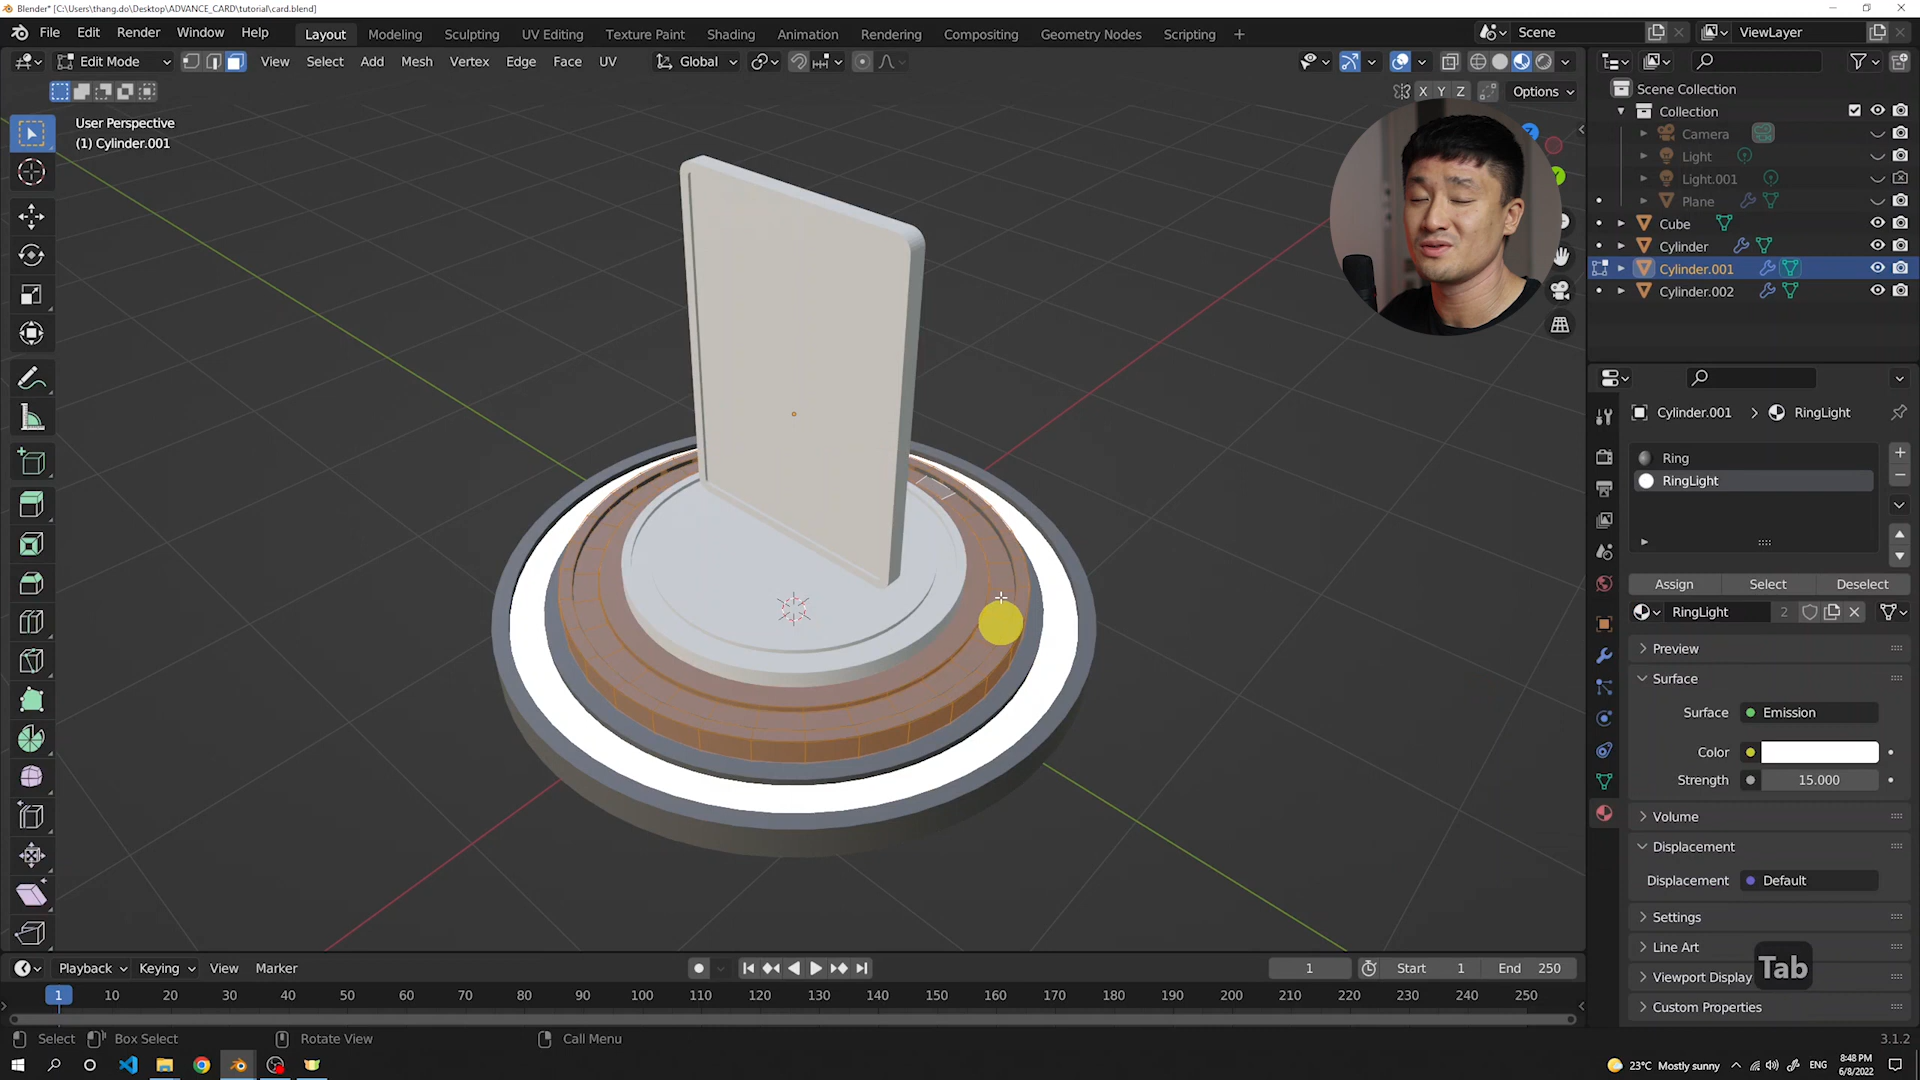 Blender* [C:\Users\thang.do\Desktop\ADVANCE_CARD\tutorial\card.blend]
File Edit Render Window Help
Layout Modeling Sculpting UV Editing Texture Paint Shading Animation Rendering Compositing Geometry Nodes Scripting +
Scene
ViewLayer
Edit Mode
View Select Add Mesh Vertex Edge Face UV
Global
X Y Z
Options
User Perspective
(1) Cylinder.001
Scene Collection
Collection
Camera
Light
Light.001
Plane
Cube
Cylinder
Cylinder.001
Cylinder.002
Cylinder.001 > RingLight
Ring
RingLight
Assign Select Deselect
RingLight 2
Preview
Surface
Surface Emission
Color
Strength 15.000
Volume
Displacement
Displacement Default
Settings
Line Art
Viewport Display
Custom Properties
Tab
Playback Keying View Marker
1 Start 1 End 250
1 10 20 30 40 50 60 70 80 90 100 110 120 130 140 150 160 170 180 190 200 210 220 230 240 250
Select Box Select Rotate View Call Menu
3.1.2
23°C Mostly sunny
ENG
8:48 PM
6/8/2022